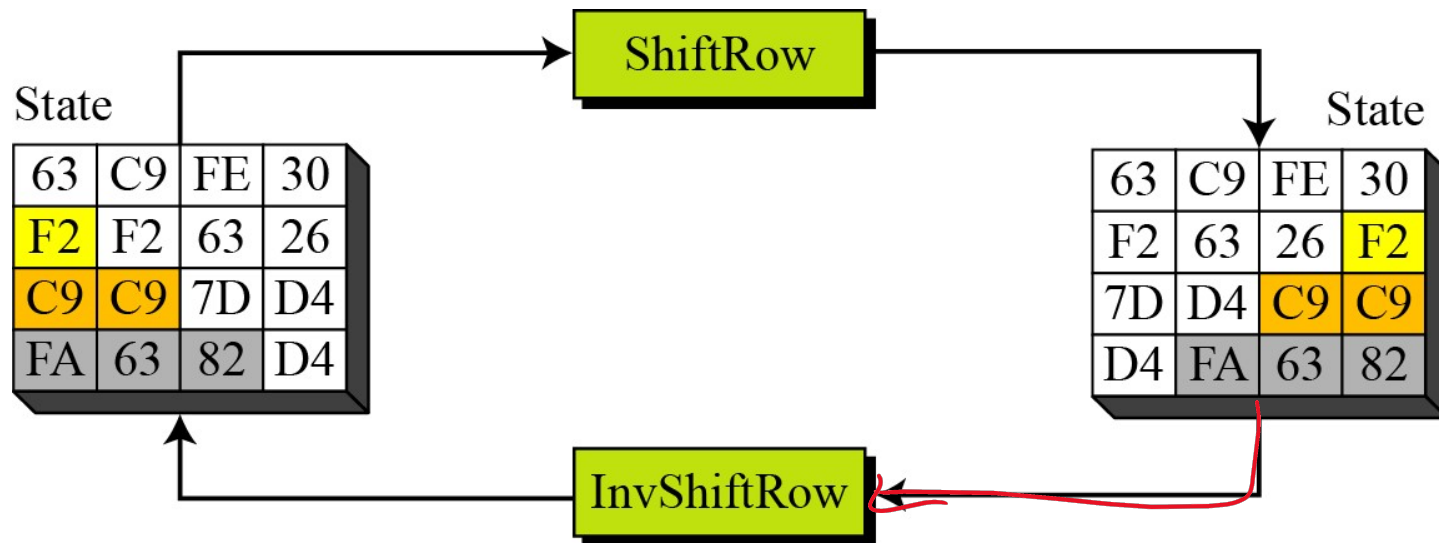 ShiftRow
State
63 C9 FE 30
F2 F2 63 26
C9 C9 7D D4
FA 63 82 D4
State
63 C9 FE 30
F2 63 26 F2
7D D4 C9 C9
D4 FA 63 82
InvShiftRow